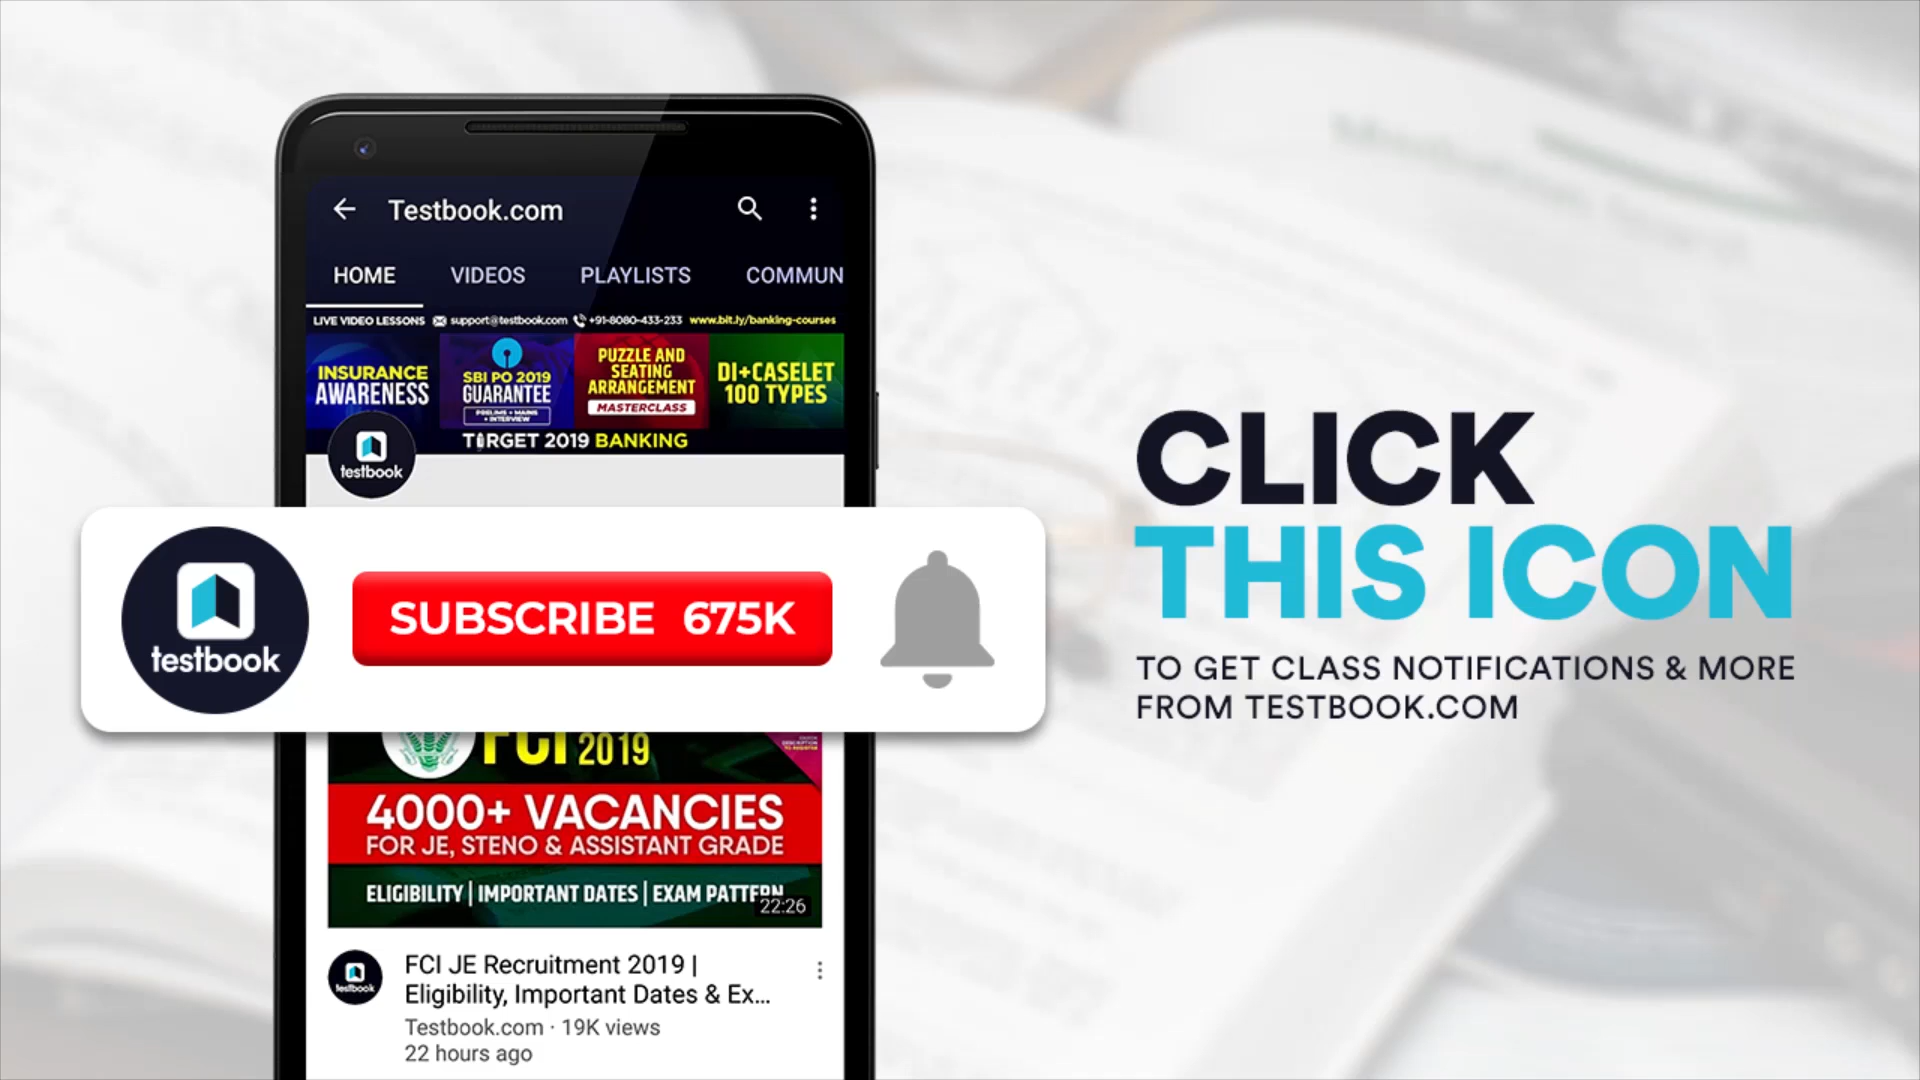 Testbook.com
HOME VIDEOS PLAYLISTS COMMUN
LIVE VIDEO LESSONS support@testbook.com +91-8080-433-233 www.bit.ly/banking-courses
INSURANCE
AWARENESS
SBI PO 2019
GUARANTEE
PRELIMS + MAINS
+ INTERVIEW
PUZZLE AND
SEATING
ARRANGEMENT
MASTERCLASS
DI+CASELET
100 TYPES
TARGET 2019 BANKING
testbook
testbook
SUBSCRIBE 675K
CLICK
THIS ICON
TO GET CLASS NOTIFICATIONS & MORE
FROM TESTBOOK.COM
FCI 2019
4000+ VACANCIES
FOR JE, STENO & ASSISTANT GRADE
ELIGIBILITY | IMPORTANT DATES | EXAM PATTERN
22:26
testbook
FCI JE Recruitment 2019 |
Eligibility, Important Dates & Ex...
Testbook.com · 19K views
22 hours ago